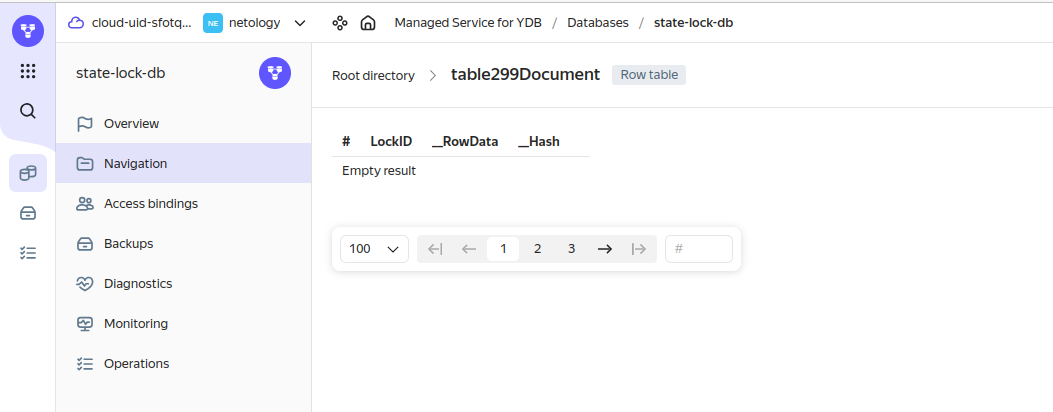 cloud-uid-sfotq... NE netology Managed Service for YDB / Databases / state-lock-db
state-lock-db
Root directory > table299Document Row table
Overview
Navigation
Access bindings
Backups
Diagnostics
Monitoring
Operations
# LockID __RowData __Hash
Empty result
100 1 2 3 #